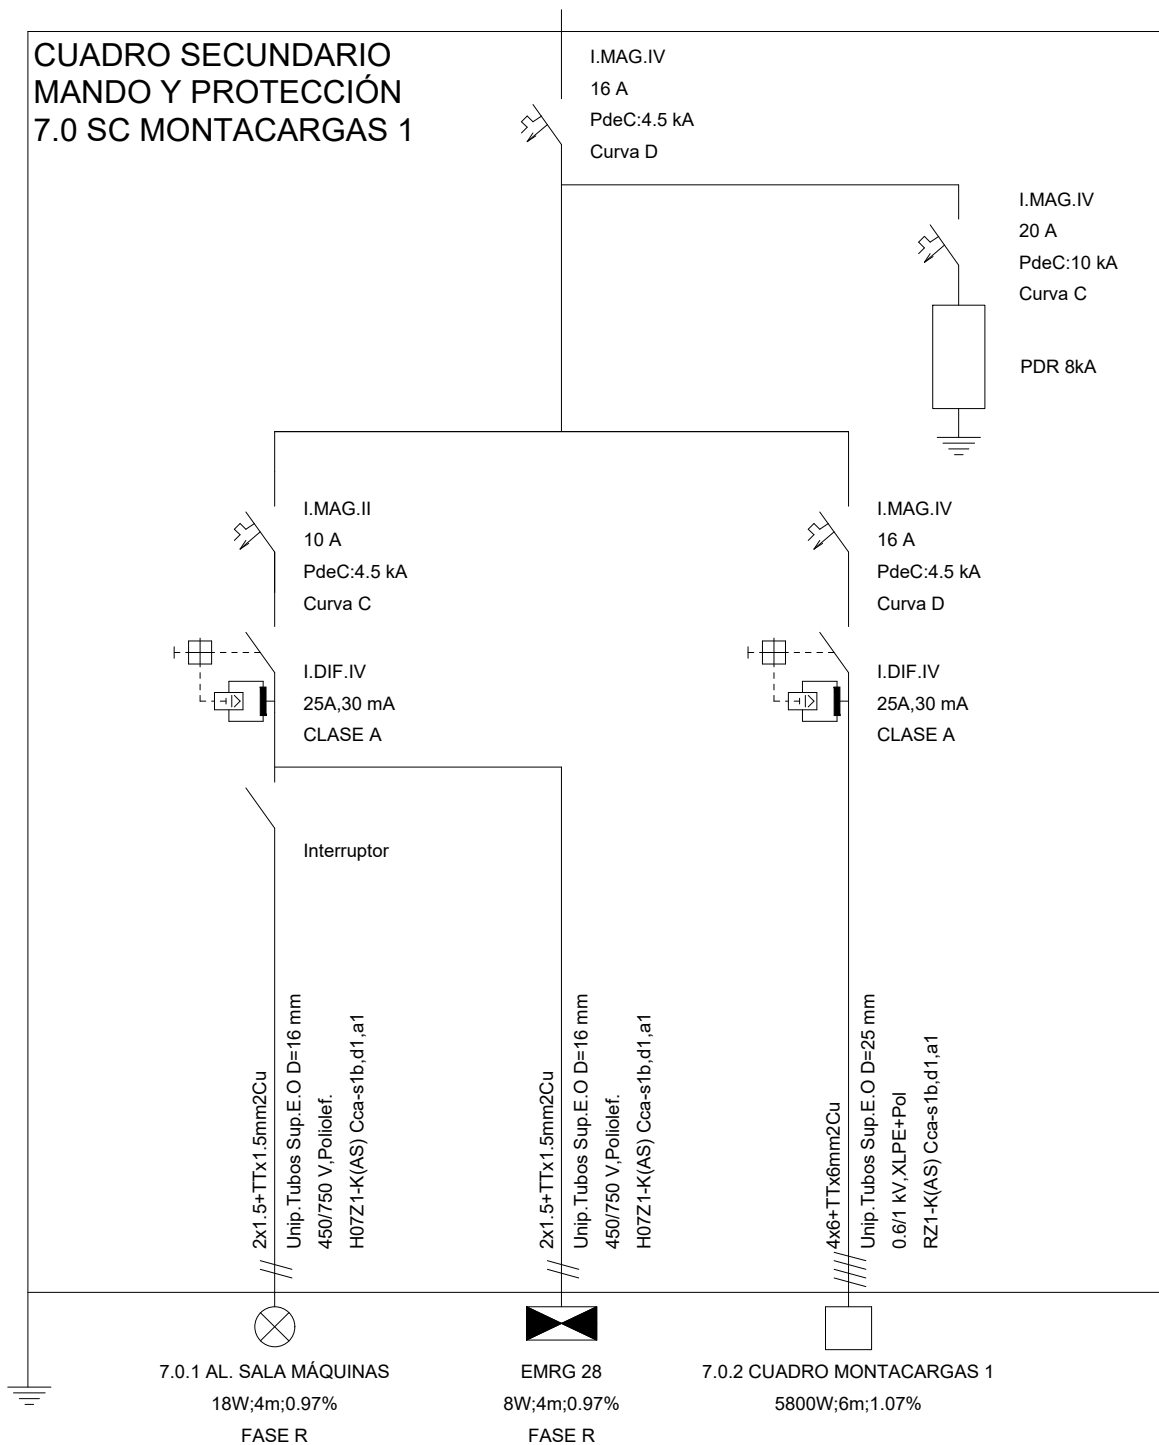 CUADRO SECUNDARIO
MANDO Y PROTECCIÓN
7.0 SC MONTACARGAS 1
I.MAG.IV
16 A
PdeC:4.5 kA
Curva D
I.MAG.IV
20 A
PdeC:10 kA
Curva C
PDR 8kA
I.MAG.II
10 A
PdeC:4.5 kA
Curva C
I.DIF.IV
25A,30 mA
CLASE A
Interruptor
I.MAG.IV
16 A
PdeC:4.5 kA
Curva D
I.DIF.IV
25A,30 mA
CLASE A
2x1.5+TTx1.5mm2Cu
Unip.Tubos Sup.E.O D=16 mm
450/750 V,Poliolef.
H07Z1-K(AS) Cca-s1b,d1,a1
2x1.5+TTx1.5mm2Cu
Unip.Tubos Sup.E.O D=16 mm
450/750 V,Poliolef.
H07Z1-K(AS) Cca-s1b,d1,a1
4x6+TTx6mm2Cu
Unip.Tubos Sup.E.O D=25 mm
0.6/1 kV,XLPE+Pol
RZ1-K(AS) Cca-s1b,d1,a1
7.0.1 AL. SALA MÁQUINAS
18W;4m;0.97%
FASE R
EMRG 28
8W;4m;0.97%
FASE R
7.0.2 CUADRO MONTACARGAS 1
5800W;6m;1.07%